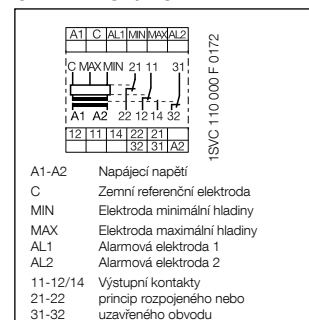 A1 C AL1 MIN MAX AL2
C MAX MIN 21 11 31
A1 A2 22 12 14 32
12 11 14 22 21
32 31 A2
1SVC 110 000 F 0172
A1-A2 Napájecí napětí
C Zemní referenční elektroda
MIN Elektroda minimální hladiny
MAX Elektroda maximální hladiny
AL1 Alarmová elektroda 1
AL2 Alarmová elektroda 2
11-12/14 Výstupní kontakty
21-22 princip rozpojeného nebo
31-32 uzavřeného obvodu